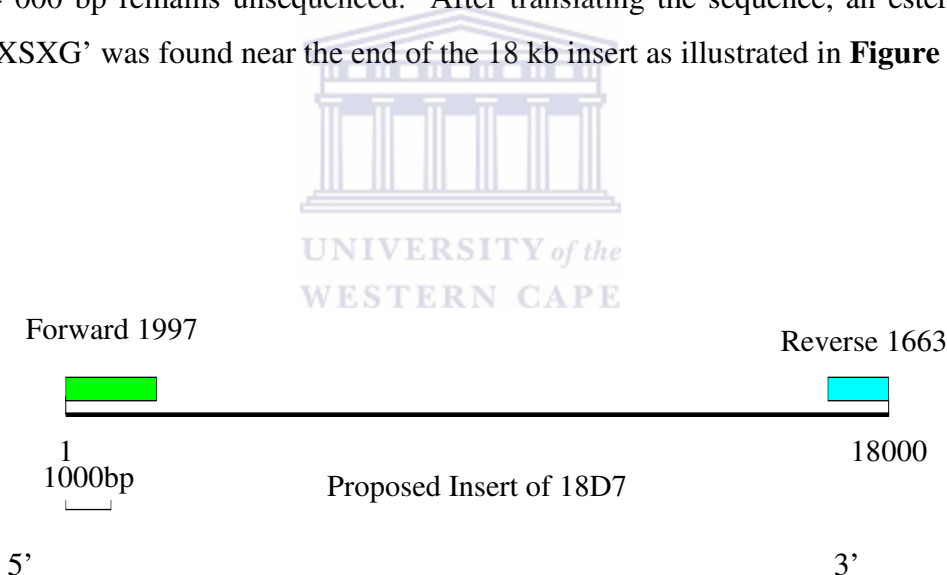 000 bp remains unsequenced. After translating the sequence, an ester
XSXG’ was found near the end of the 18 kb insert as illustrated in Figure
UNIVERSITY of the
WESTERN CAPE
Forward 1997
Reverse 1663
1
18000
1000bp
Proposed Insert of 18D7
5’
3’